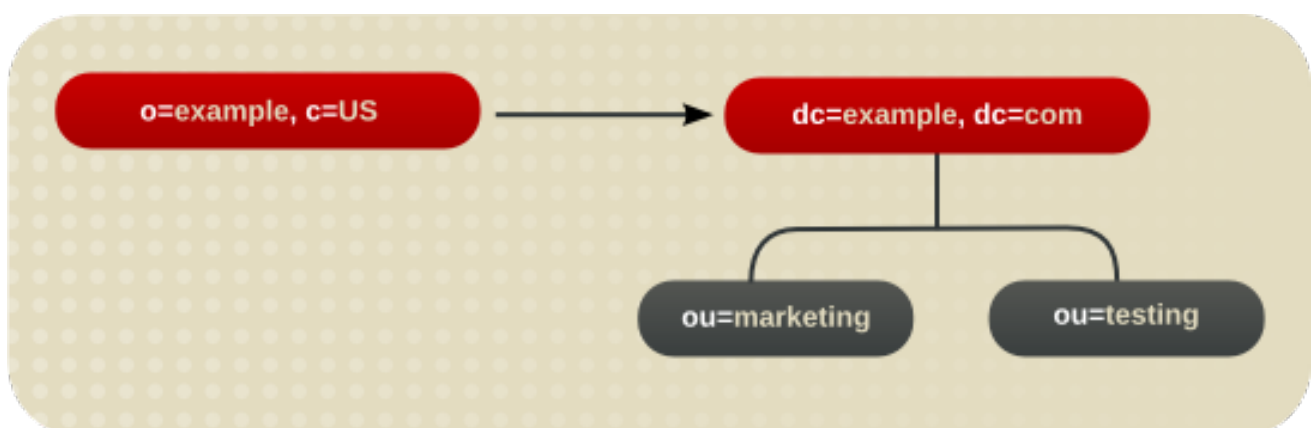 o=example, c=US
dc=example, dc=com
ou=marketing
ou=testing